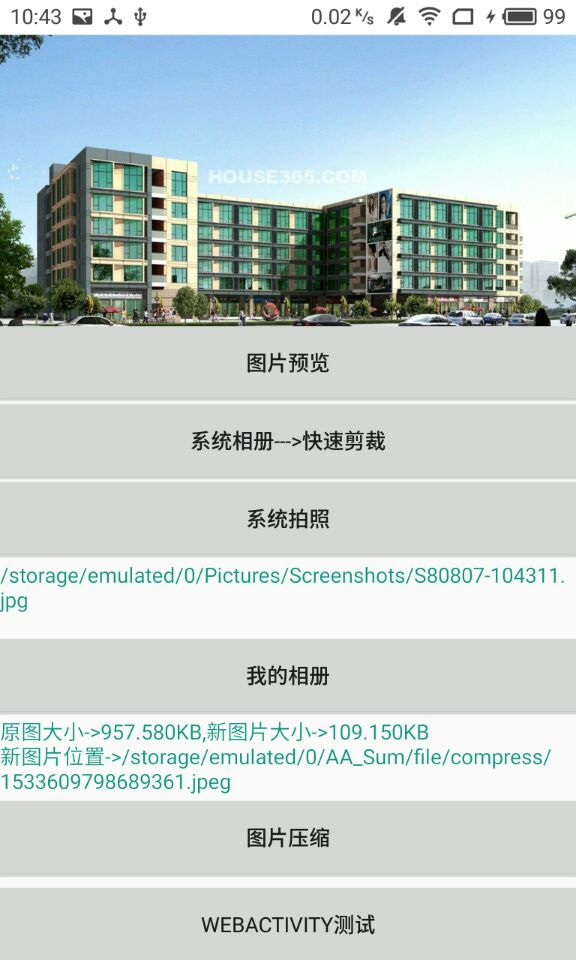 10:43 0.02 K/s 99
HOUSE365.COM
图片预览
系统相册--->快速剪裁
系统拍照
/storage/emulated/0/Pictures/Screenshots/S80807-104311.
jpg
我的相册
原图大小->957.580KB,新图片大小->109.150KB
新图片位置->/storage/emulated/0/AA_Sum/file/compress/
1533609798689361.jpeg
图片压缩
WEBACTIVITY测试